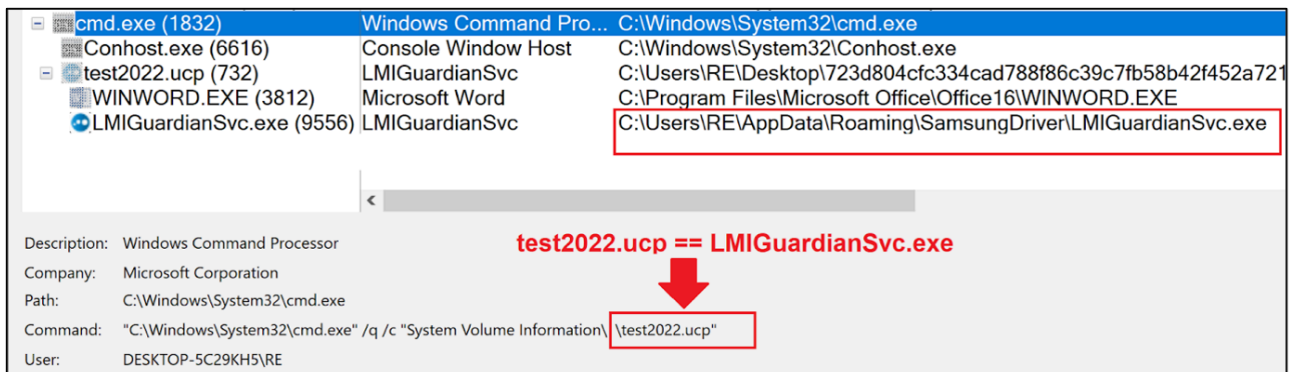 cmd.exe (1832) Windows Command Pro... C:\Windows\System32\cmd.exe
Conhost.exe (6616) Console Window Host C:\Windows\System32\Conhost.exe
test2022.ucp (732) LMIGuardianSvc C:\Users\RE\Desktop\723d804cfc334cad788f86c39c7fb58b42f452a721
WINWORD.EXE (3812) Microsoft Word C:\Program Files\Microsoft Office\Office16\WINWORD.EXE
LMIGuardianSvc.exe (9556) LMIGuardianSvc C:\Users\RE\AppData\Roaming\SamsungDriver\LMIGuardianSvc.exe
test2022.ucp == LMIGuardianSvc.exe
Description: Windows Command Processor
Company: Microsoft Corporation
Path: C:\Windows\System32\cmd.exe
Command: "C:\Windows\System32\cmd.exe" /q /c "System Volume Information\ \test2022.ucp"
User: DESKTOP-5C29KH5\RE